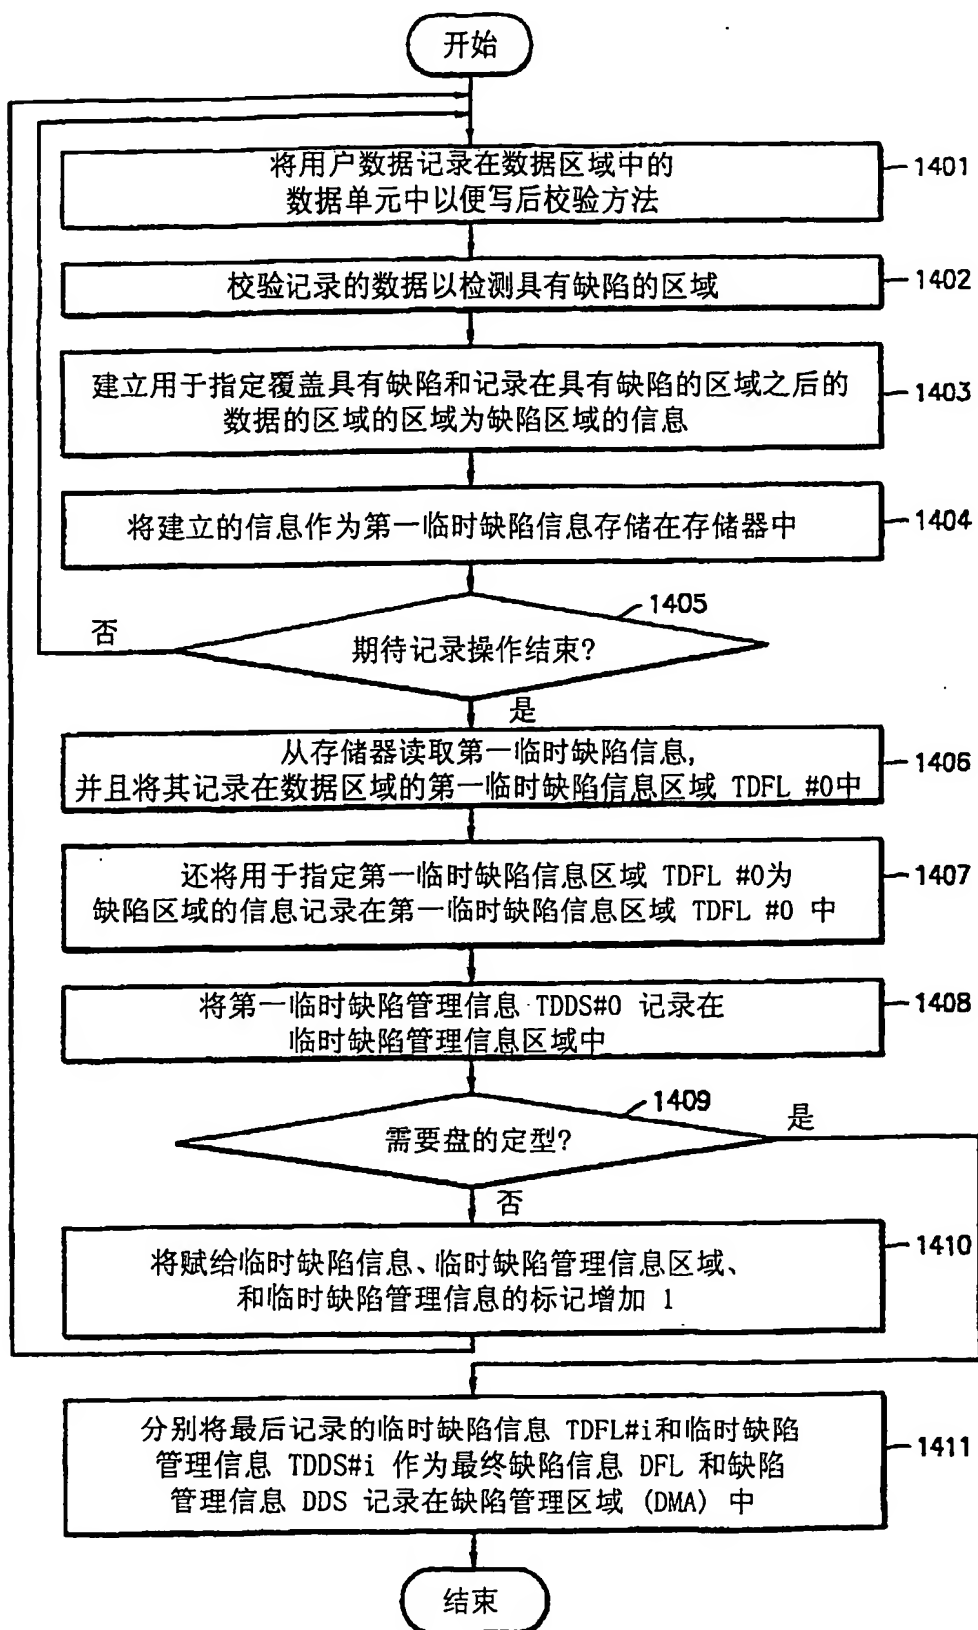 开始
将用户数据记录在数据区域中的
数据单元中以便写后校验方法
1401
校验记录的数据以检测具有缺陷的区域
1402
建立用于指定覆盖具有缺陷和记录在具有缺陷的区域之后的
数据的区域的区域为缺陷区域的信息
1403
将建立的信息作为第一临时缺陷信息存储在存储器中
1404
1405
否
期待记录操作结束?
是
从存储器读取第一临时缺陷信息,
并且将其记录在数据区域的第一临时缺陷信息区域 TDFL #0中
1406
还将用于指定第一临时缺陷信息区域 TDFL #0为
缺陷区域的信息记录在第一临时缺陷信息区域 TDFL #0 中
1407
将第一临时缺陷管理信息 TDDS#0 记录在
临时缺陷管理信息区域中
1408
1409
是
需要盘的定型?
否
将赋给临时缺陷信息、临时缺陷管理信息区域、
和临时缺陷管理信息的标记增加 1
1410
分别将最后记录的临时缺陷信息 TDFL#i和临时缺陷
管理信息 TDDS#i 作为最终缺陷信息 DFL 和缺陷
管理信息 DDS 记录在缺陷管理区域 (DMA) 中
1411
结束